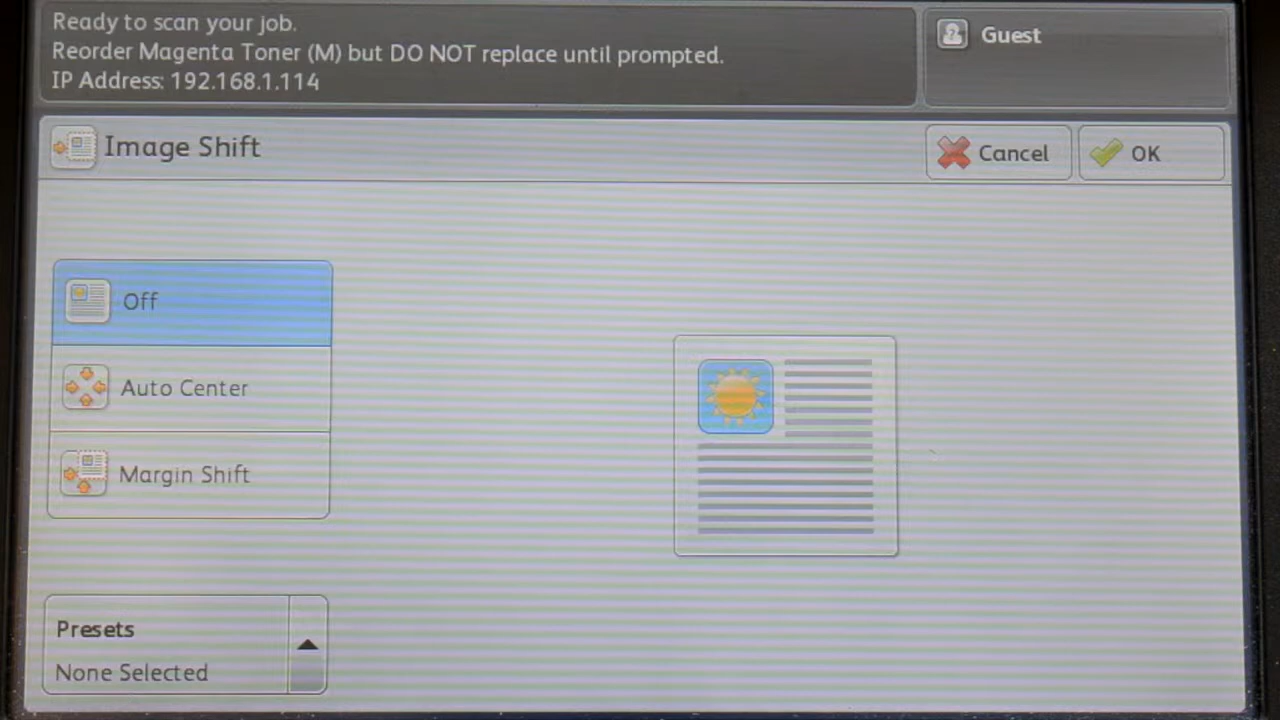 Ready to scan your job.
Reorder Magenta Toner (M) but DO NOT replace until prompted.
IP Address: 192.168.1.114
Guest
Image Shift
Cancel
OK
Off
Auto Center
Margin Shift
Presets
None Selected